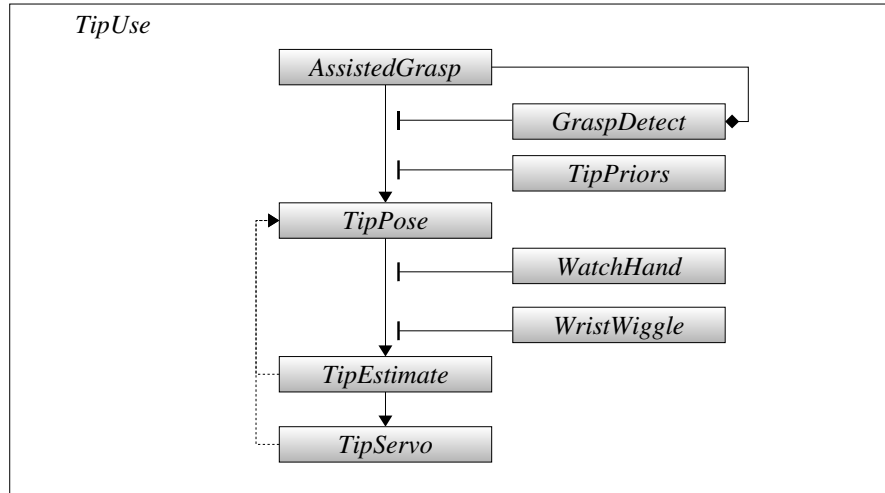 TipUse
AssistedGrasp
GraspDetect
TipPriors
TipPose
WatchHand
WristWiggle
TipEstimate
TipServo